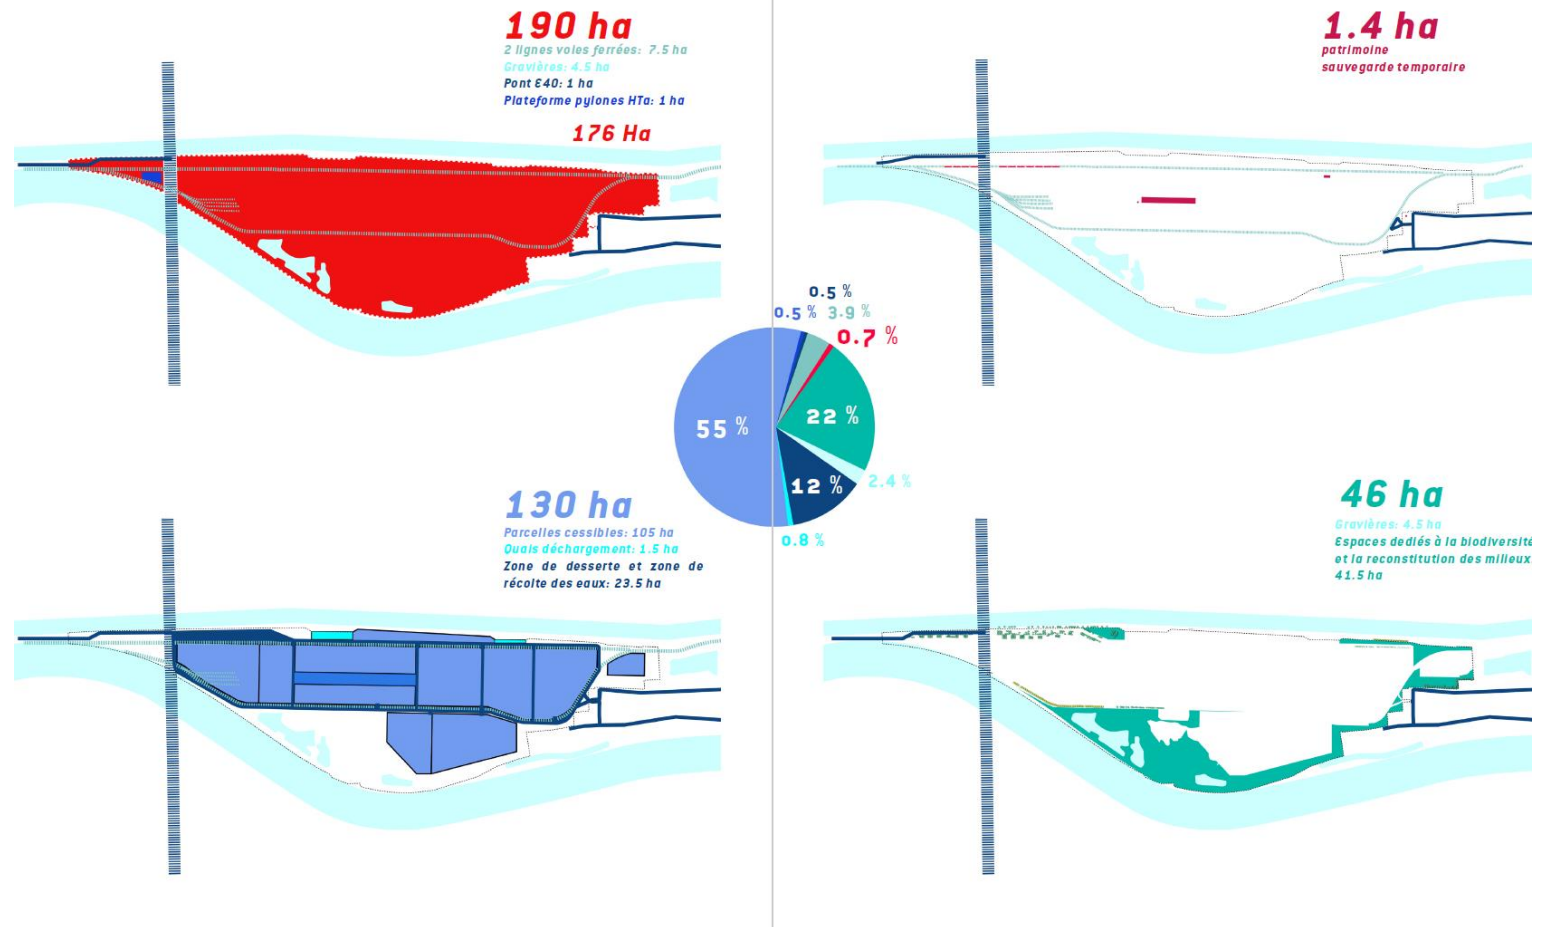 190 ha
2 lignes voies ferrées: 7.5 ha
Gravières: 4.5 ha
Pont E40: 1 ha
Plateforme pylones HTa: 1 ha
176 Ha
1.4 ha
patrimoine
sauvegarde temporaire
0.5 %
0.5 % 3.9 %
0.7 %
55 %
22 %
12 %
2.4 %
0.8 %
130 ha
Parcelles cessibles: 105 ha
Quais déchargement: 1.5 ha
Zone de desserte et zone de
récolte des eaux: 23.5 ha
46 ha
Gravières: 4.5 ha
Espaces dediés à la biodiversité
et la reconstitution des milieux
41.5 ha